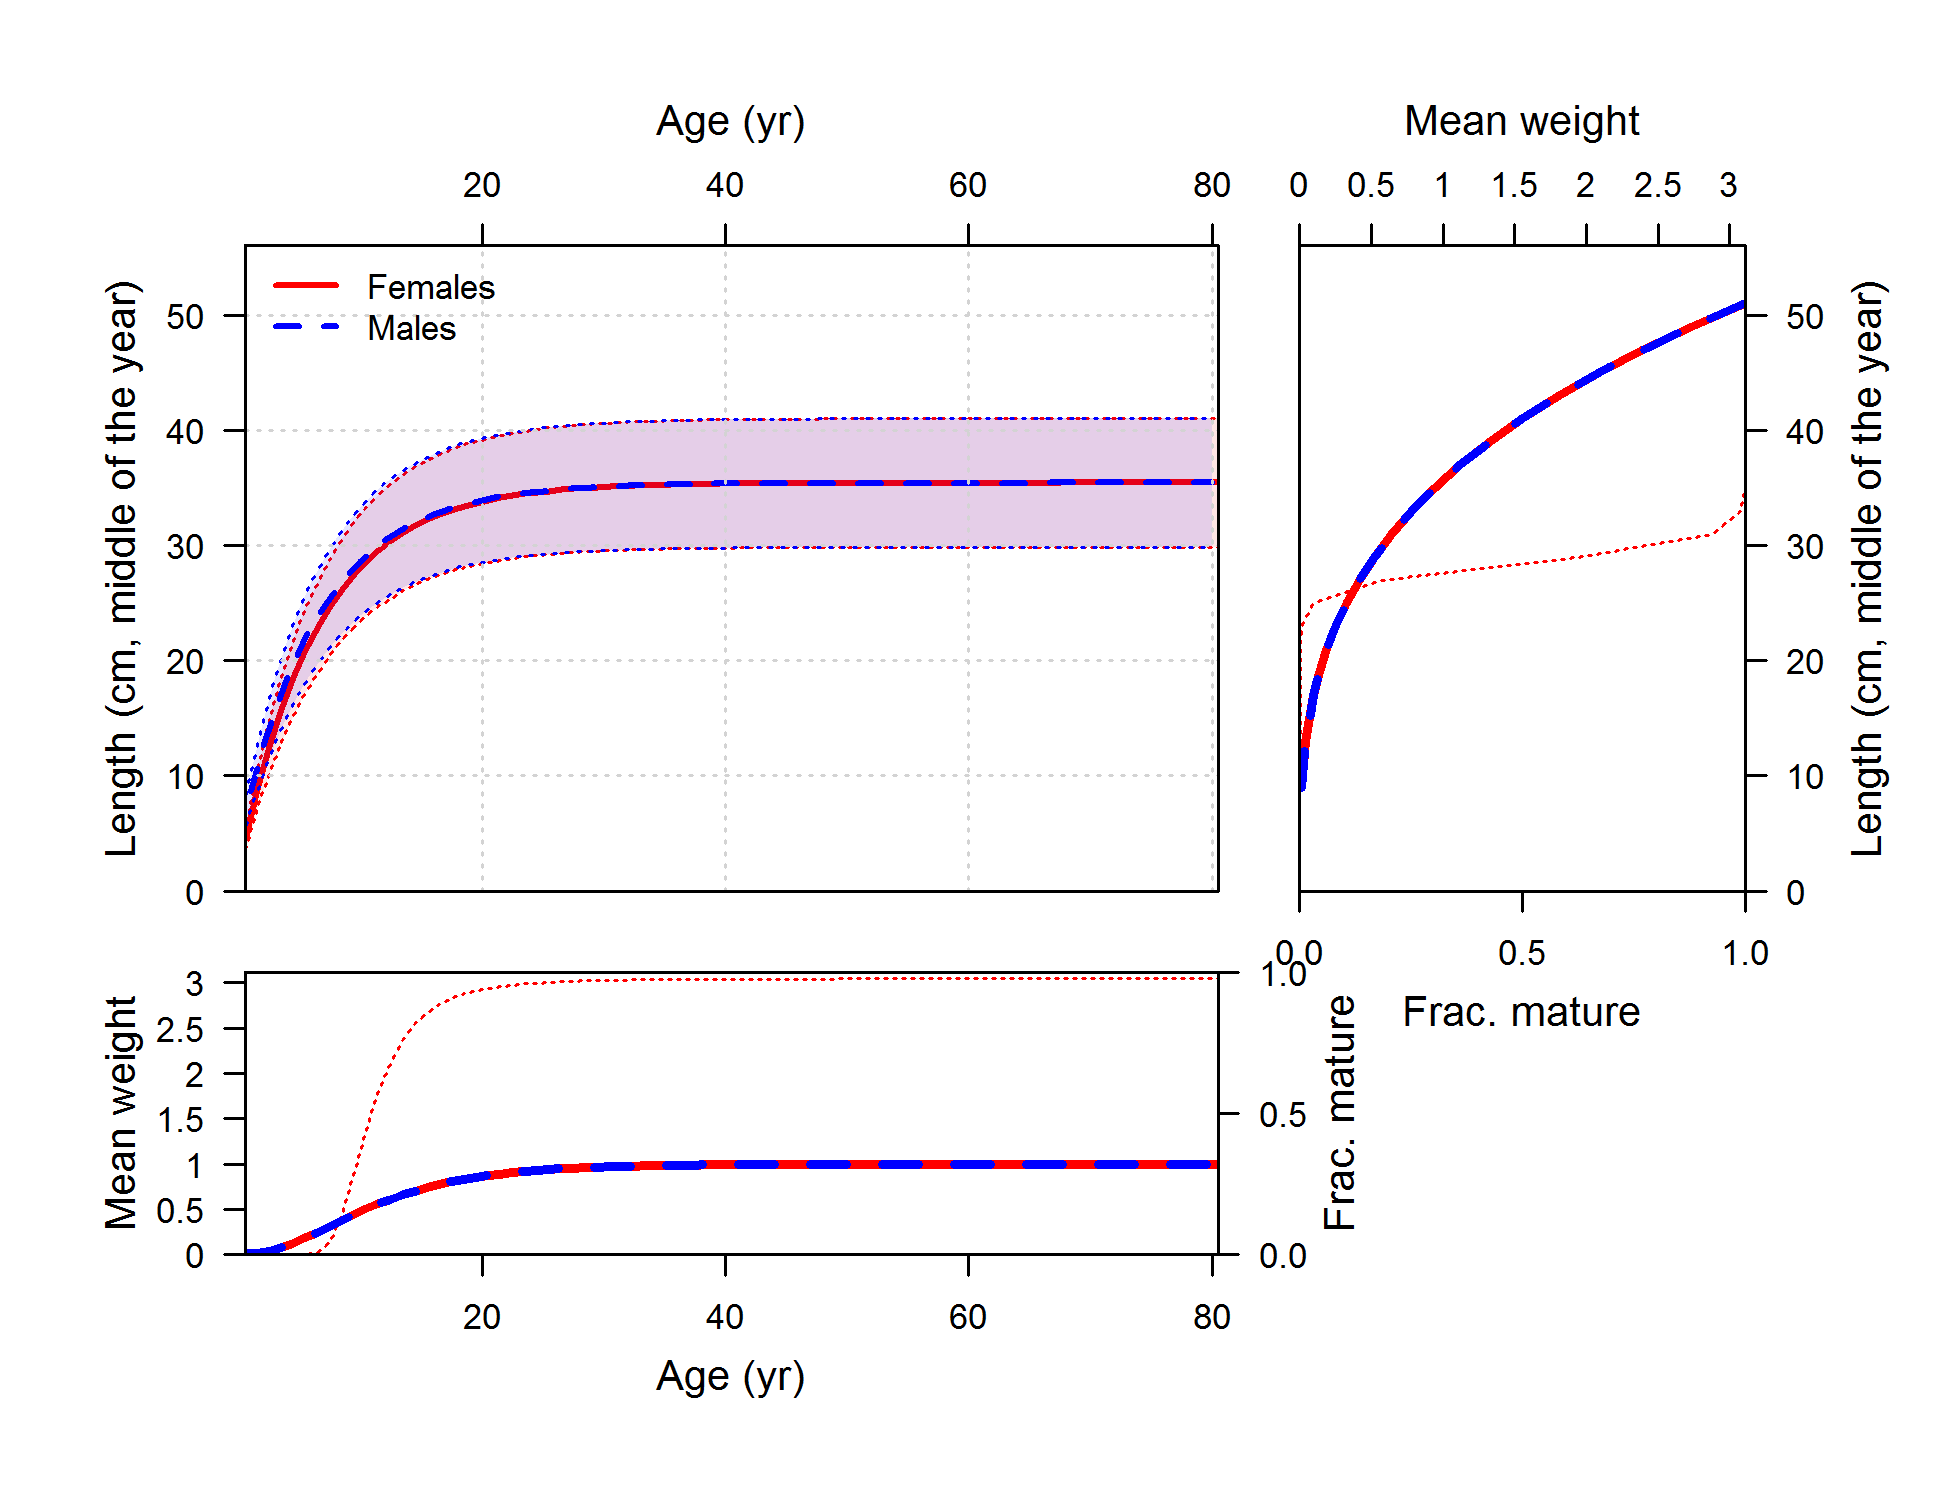 Age (yr)
20 40 60 80
Length (cm, middle of the year)
50
40
30
20
10
0
Females
Males
Mean weight
0 0.5 1 1.5 2 2.5 3
Length (cm, middle of the year)
50
40
30
20
10
0
0.0 0.5 1.0
Frac. mature
Mean weight
3
2.5
2
1.5
1
0.5
0
1.0
0.5
0.0
Frac. mature
20 40 60 80
Age (yr)